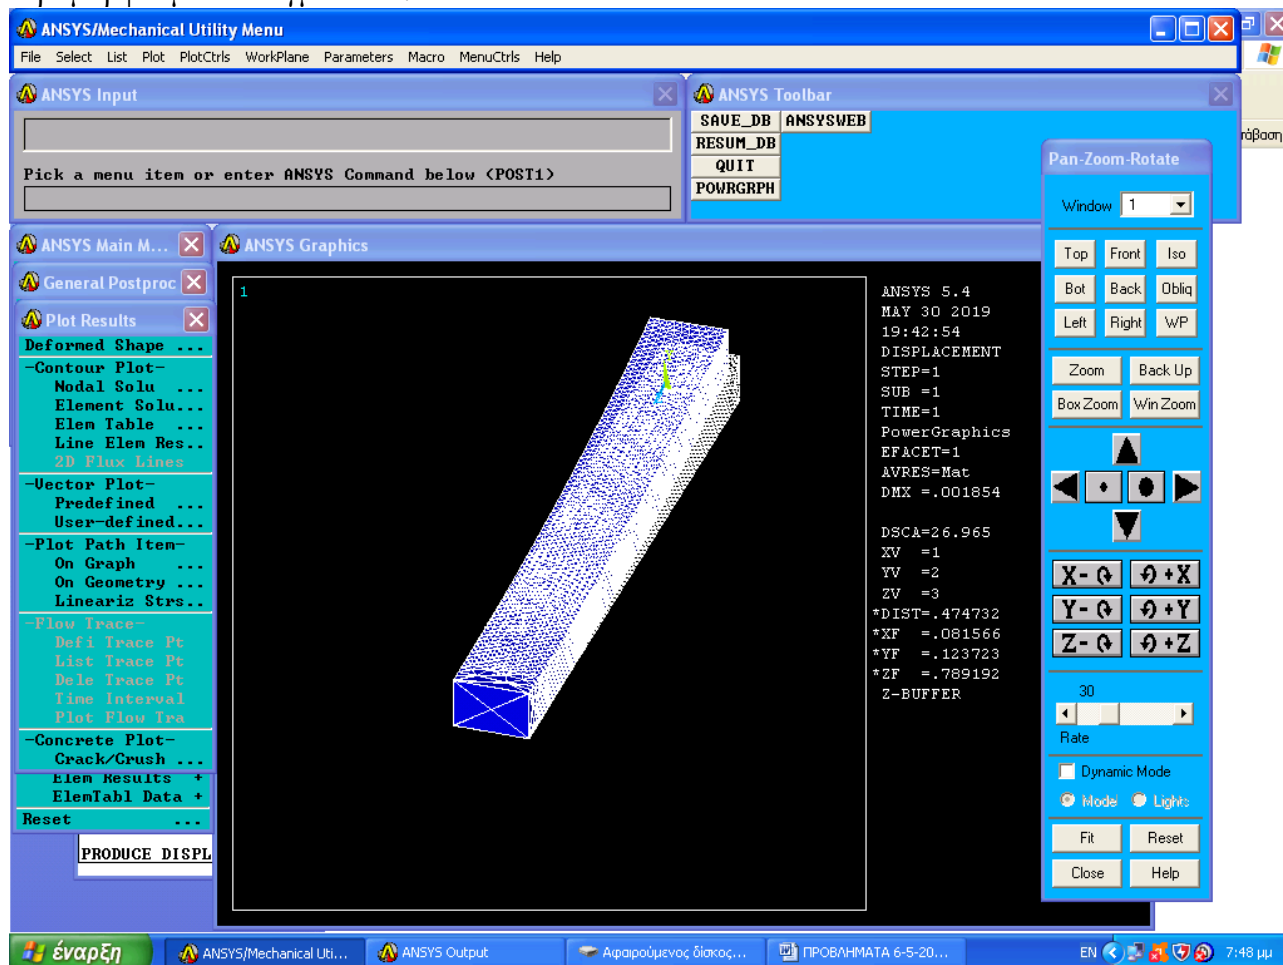 ANSYS/Mechanical Utility Menu
File Select List Plot PlotCtrls WorkPlane Parameters Macro MenuCtrls Help
ANSYS Input
Pick a menu item or enter ANSYS Command below (POST1)
ANSYS Toolbar
SAVE_DB ANSYSWEB
RESUM_DB
QUIT
POWRGRPH
τάβαση
Pan-Zoom-Rotate
Window 1
Top Front Iso
Bot Back Obliq
Left Right WP
Zoom Back Up
Box Zoom Win Zoom
X- +X
Y- +Y
Z- +Z
30
Rate
Dynamic Mode
Model Lights
Fit Reset
Close Help
ANSYS Main M...
General Postproc
Plot Results
Deformed Shape ...
-Contour Plot-
Nodal Solu ...
Element Solu...
Elem Table ...
Line Elem Res..
2D Flux Lines
-Vector Plot-
Predefined ...
User-defined...
-Plot Path Item-
On Graph ...
On Geometry ...
Lineariz Strs..
-Flow Trace-
Defi Trace Pt
List Trace Pt
Dele Trace Pt
Time Interval
Plot Flow Tra
-Concrete Plot-
Crack/Crush ...
Elem Results +
ElemTabl Data +
Reset ...
PRODUCE DISPL
ANSYS Graphics
1
ANSYS 5.4
MAY 30 2019
19:42:54
DISPLACEMENT
STEP=1
SUB =1
TIME=1
PowerGraphics
EFACET=1
AVRES=Mat
DMX =.001854
DSCA=26.965
XV =1
YV =2
ZV =3
*DIST=.474732
*XF =.081566
*YF =.123723
*ZF =.789192
Z-BUFFER
έναρξη
ANSYS/Mechanical Uti...
ANSYS Output
Αφαιρούμενος δίσκος...
ΠΡΟΒΛΗΜΑΤΑ 6-5-20...
EN
7:48 μμ